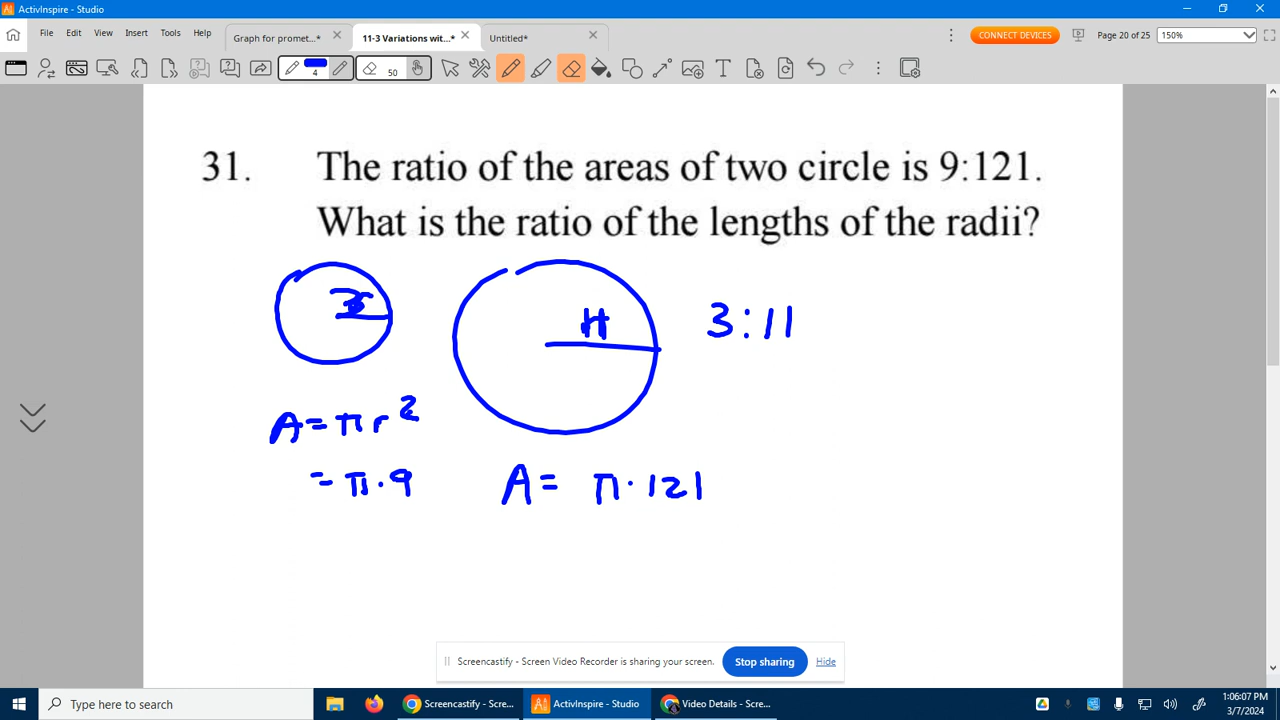 ActivInspire - Studio
File Edit View Insert Tools Help
Graph for promet...*
11-3 Variations wit...*
Untitled*
CONNECT DEVICES
Page 20 of 25
150%
4
50
31. The ratio of the areas of two circle is 9:121.
What is the ratio of the lengths of the radii?
11
3:11
A = πr²
= π·9
A = π·121
Screencastify - Screen Video Recorder is sharing your screen.
Stop sharing
Hide
Type here to search
Screencastify - Scre...
ActivInspire - Studio
Video Details - Scre...
1:06:07 PM
3/7/2024